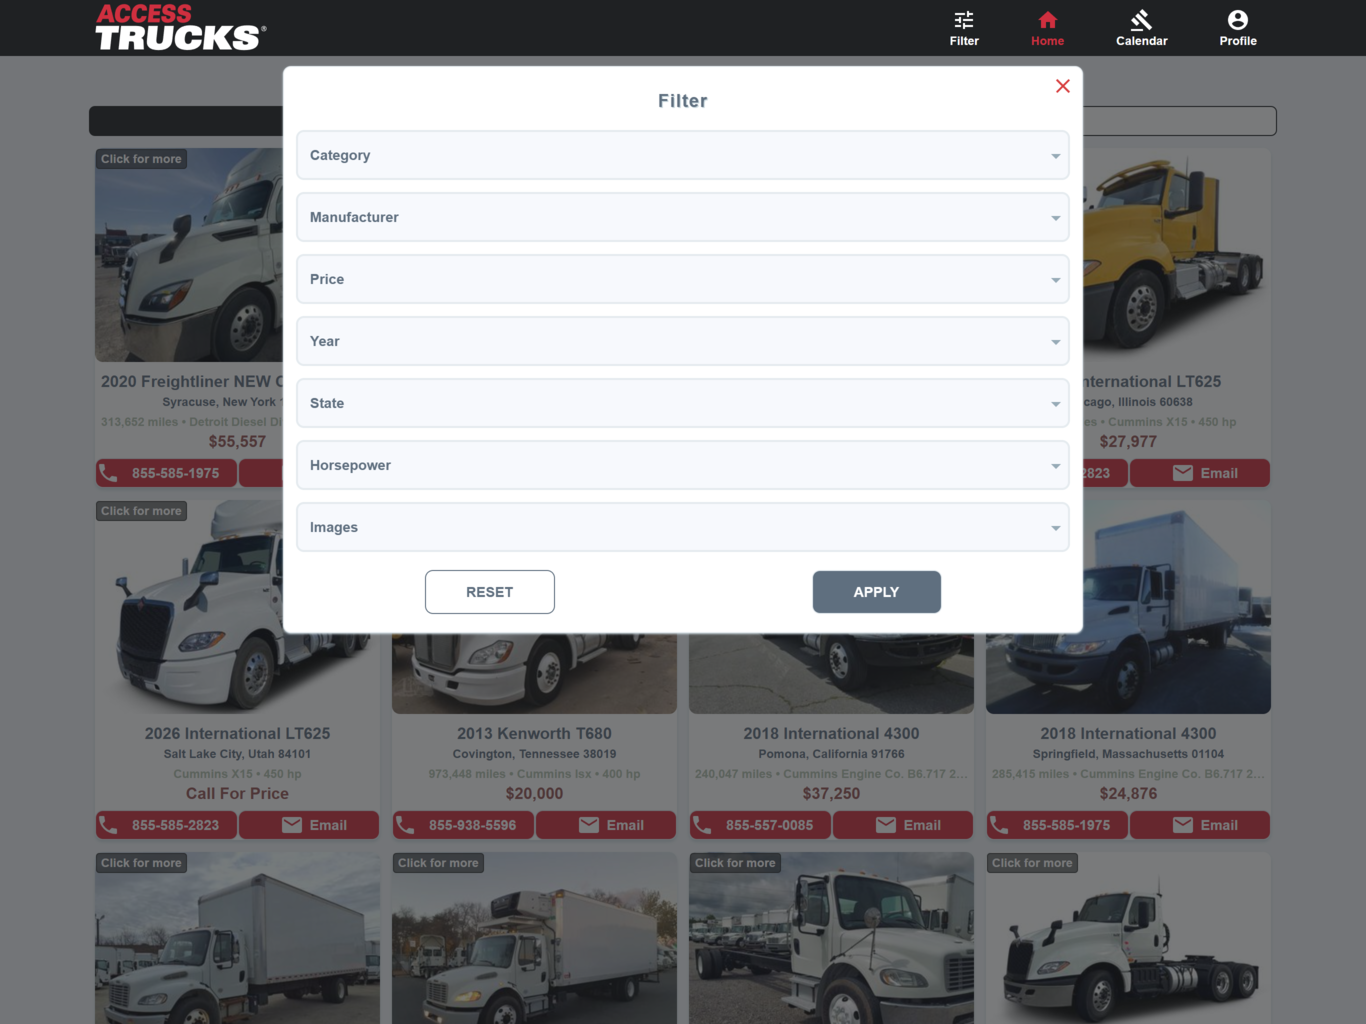 ACCESS
TRUCKS®
Filter
Home
Calendar
Profile
Filter
Category
Manufacturer
Price
Year
State
Horsepower
Images
RESET
APPLY
Click for more
2020 Freightliner NEW
Syracuse, New York
313,652 miles • Detroit Diesel
$55,557
855-585-1975
International LT625
Illinois 60638
Cummins X15 • 450 hp
$27,977
2823
Email
Click for more
2026 International LT625
Salt Lake City, Utah 84101
Cummins X15 • 450 hp
Call For Price
855-585-2823
Email
2013 Kenworth T680
Covington, Tennessee 38019
973,448 miles • Cummins Isx • 400 hp
$20,000
855-938-5596
Email
2018 International 4300
Pomona, California 91766
240,047 miles • Cummins Engine Co. B6.717 2...
$37,250
855-557-0085
Email
2018 International 4300
Springfield, Massachusetts 01104
285,415 miles • Cummins Engine Co. B6.717 2...
$24,876
855-585-1975
Email
Click for more
Click for more
Click for more
Click for more